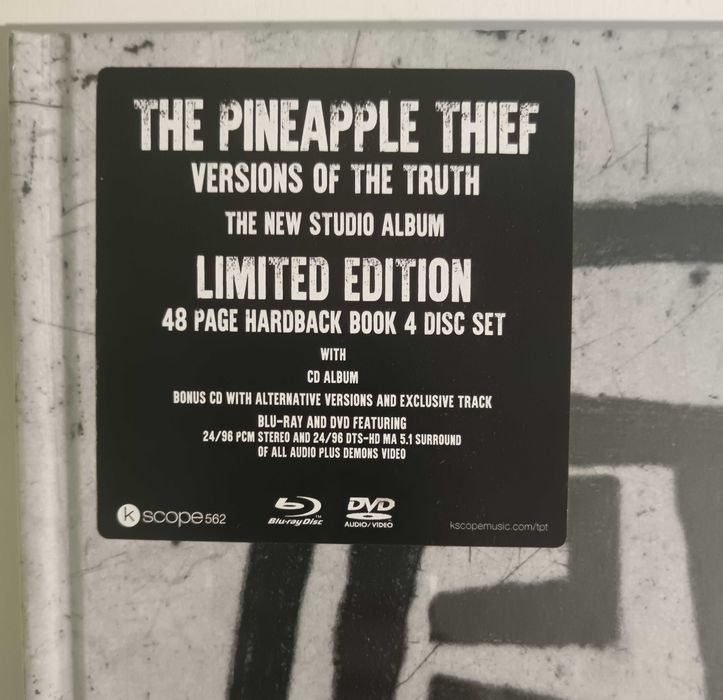 THE PINEAPPLE THIEF
VERSIONS OF THE TRUTH
THE NEW STUDIO ALBUM
LIMITED EDITION
48 PAGE HARDBACK BOOK 4 DISC SET
WITH
CD ALBUM
BONUS CD WITH ALTERNATIVE VERSIONS AND EXCLUSIVE TRACK
BLU-RAY AND DVD FEATURING
24/96 PCM STEREO AND 24/96 DTS-HD MA 5.1 SURROUND
OF ALL AUDIO PLUS DEMONS VIDEO
kscope 562
Blu-ray Disc™
DVD
AUDIO/VIDEO
kscopemusic.com/tpt